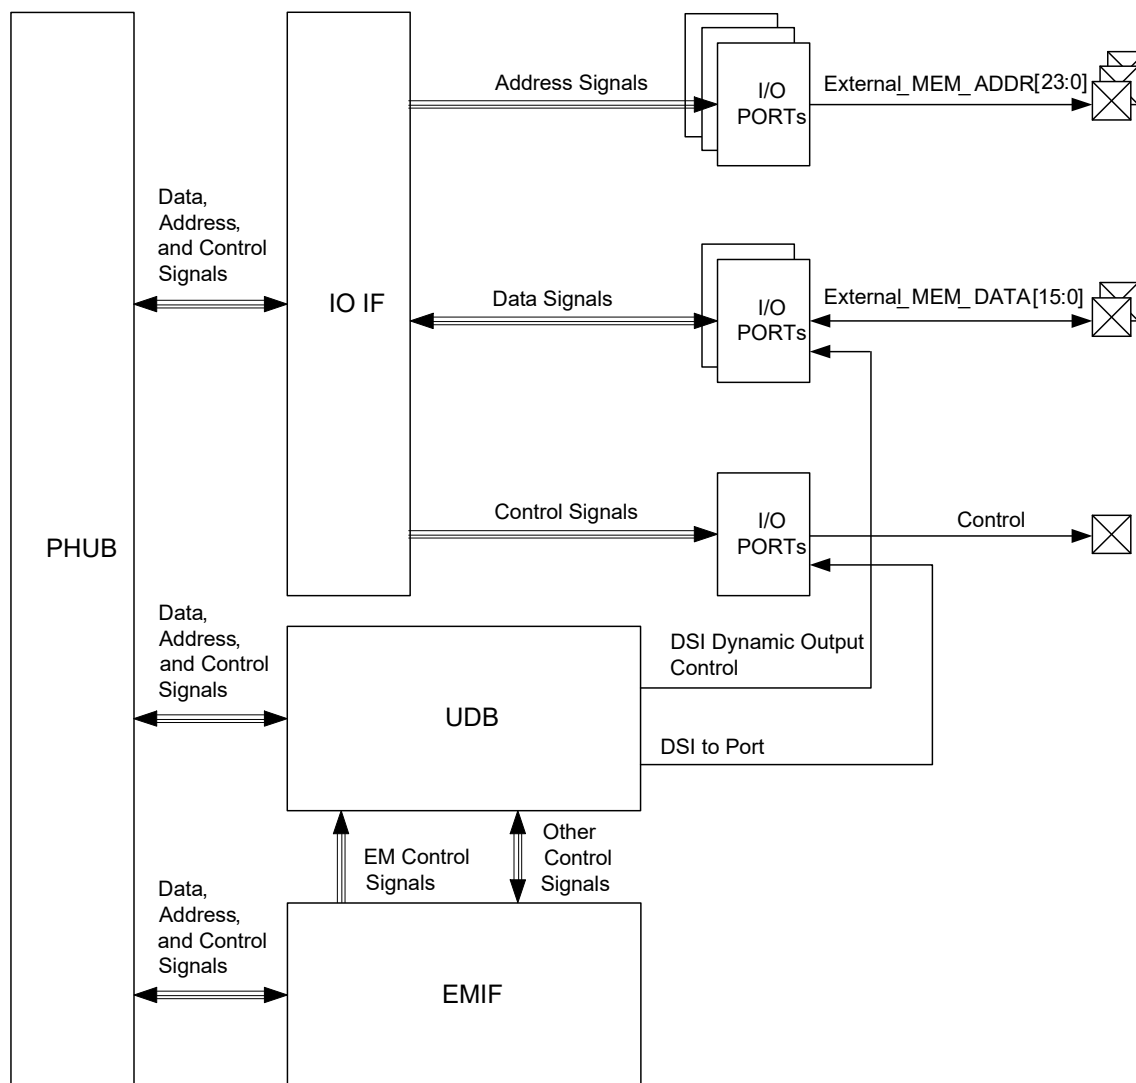 Address Signals
I/O
PORTs
External_MEM_ADDR[23:0]
Data,
Address,
and Control
Signals
IO IF
Data Signals
I/O
PORTs
External_MEM_DATA[15:0]
Control Signals
I/O
PORTs
Control
PHUB
Data,
Address,
and Control
Signals
UDB
DSI Dynamic Output
Control
DSI to Port
EM Control
Signals
Other
Control
Signals
Data,
Address,
and Control
Signals
EMIF